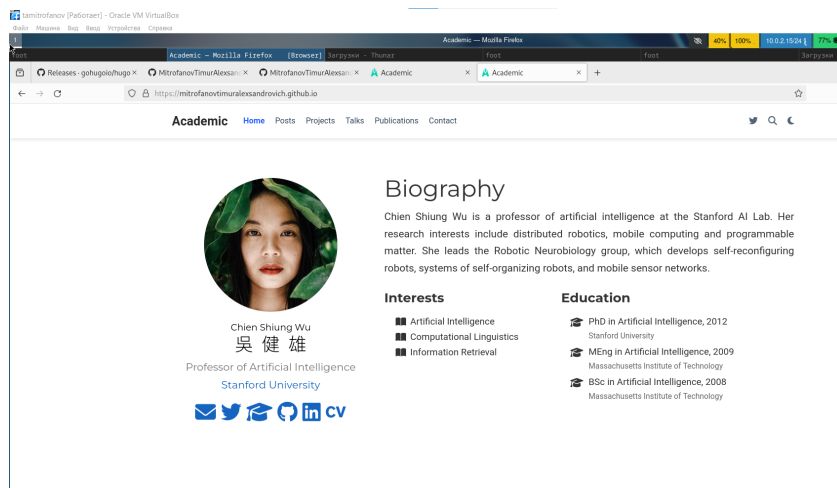 tamitrofanov [Работает] - Oracle VM VirtualBox
Файл Машина Вид Ввод Устройства Справка
1
Academic — Mozilla Firefox
40% 100% 10.0.2.15/24 77%
foot
Academic — Mozilla Firefox [Browser]
Загрузки - Thunar
foot
foot
Загрузки
Releases · gohugoio/hugo
MitrofanovTimurAlexsan
MitrofanovTimurAlexsan
Academic
Academic
https://mitrofanovtimuralexsandrovich.github.io
Academic Home Posts Projects Talks Publications Contact
Biography
Chien Shiung Wu is a professor of artificial intelligence at the Stanford AI Lab. Her
research interests include distributed robotics, mobile computing and programmable
matter. She leads the Robotic Neurobiology group, which develops self-reconfiguring
robots, systems of self-organizing robots, and mobile sensor networks.
Chien Shiung Wu
吳 健 雄
Professor of Artificial Intelligence
Stanford University
CV
Interests
Artificial Intelligence
Computational Linguistics
Information Retrieval
Education
PhD in Artificial Intelligence, 2012
Stanford University
MEng in Artificial Intelligence, 2009
Massachusetts Institute of Technology
BSc in Artificial Intelligence, 2008
Massachusetts Institute of Technology